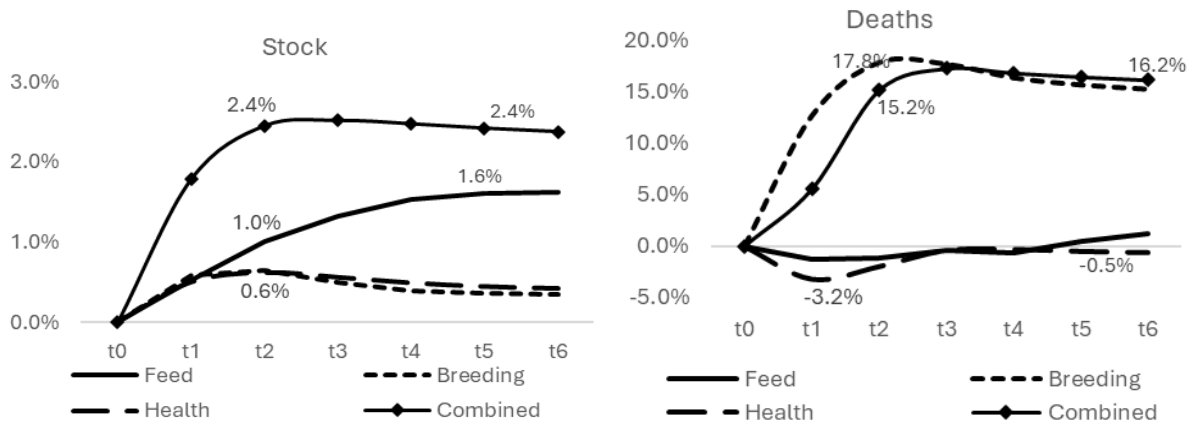 Stock
3.0%
2.0%
1.0%
0.0%
2.4%
2.4%
1.6%
1.0%
0.6%
t0 t1 t2 t3 t4 t5 t6
Feed Breeding
Health Combined
Deaths
20.0%
15.0%
10.0%
5.0%
0.0%
-5.0%
17.8%
16.2%
15.2%
-0.5%
-3.2%
t0 t1 t2 t3 t4 t5 t6
Feed Breeding
Health Combined